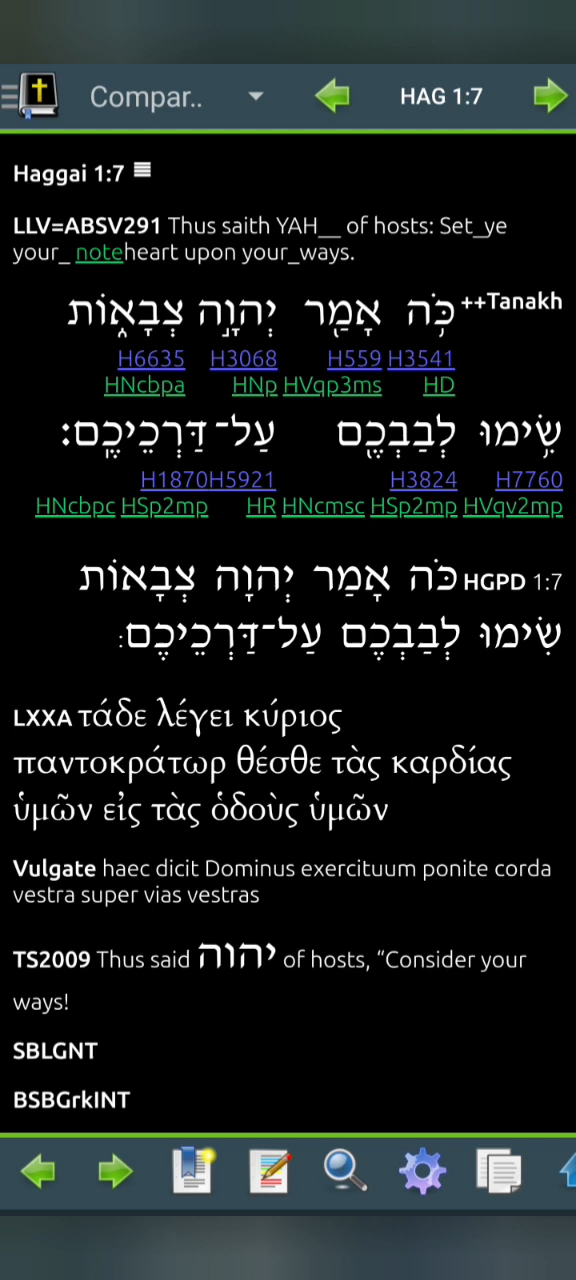 Compar..
HAG 1:7
Haggai 1:7
LLV=ABSV291 Thus saith YAH__ of hosts: Set_ye
your_ noteheart upon your_ways.
++Tanakh כֹּ֥ה אָמַ֖ר יְהוָ֣ה צְבָא֑וֹת
H6635 H3068 H559 H3541
HNcbpa HNp HVqp3ms HD
שִׂ֥ימוּ לְבַבְכֶ֖ם עַל־דַּרְכֵיכֶֽם׃
H1870H5921 H3824 H7760
HNcbpc HSp2mp HR HNcmsc HSp2mp HVqv2mp
HGPD 1:7 כֹּה אָמַר יְהוָה צְבָאוֹת
שִׂימוּ לְבַבְכֶם עַל־דַּרְכֵיכֶם׃
LXXA τάδε λέγει κύριος
παντοκράτωρ θέσθε τὰς καρδίας
ὑμῶν εἰς τὰς ὁδοὺς ὑμῶν
Vulgate haec dicit Dominus exercituum ponite corda
vestra super vias vestras
TS2009 Thus said יהוה of hosts, “Consider your
ways!
SBLGNT
BSBGrkINT